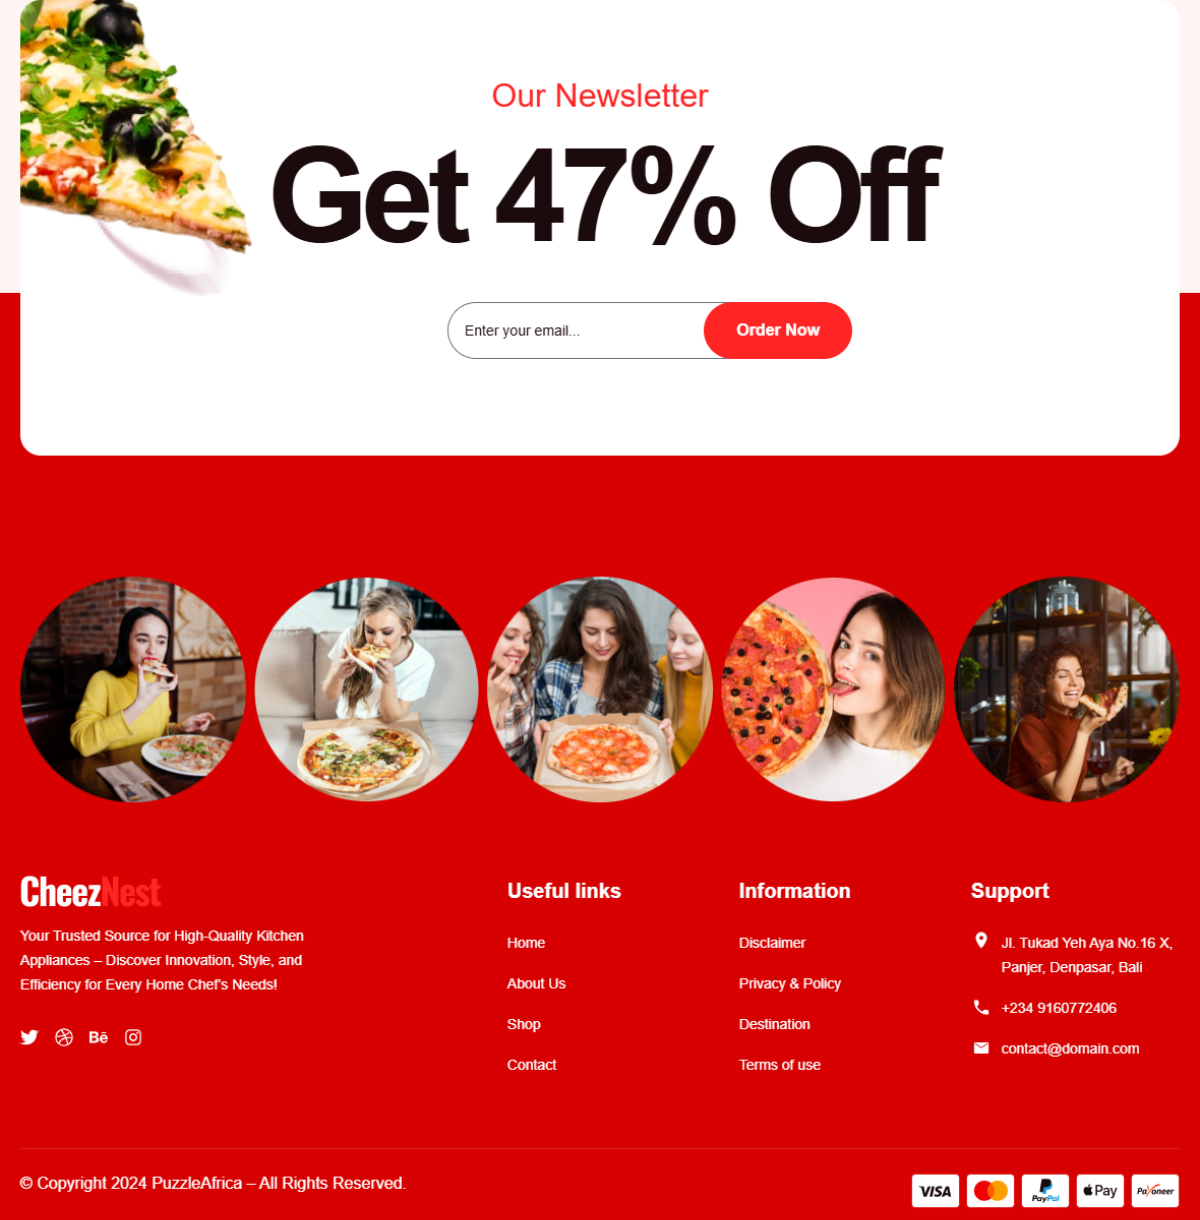 Our Newsletter
Get 47% Off
Enter your email...
Order Now
CheezNest
Your Trusted Source for High-Quality Kitchen
Appliances – Discover Innovation, Style, and
Efficiency for Every Home Chef's Needs!
Bē
Useful links
Home
About Us
Shop
Contact
Information
Disclaimer
Privacy & Policy
Destination
Terms of use
Support
Jl. Tukad Yeh Aya No.16 X,
Panjer, Denpasar, Bali
+234 9160772406
contact@domain.com
© Copyright 2024 PuzzleAfrica – All Rights Reserved.
VISA
PayPal
Pay
Payoneer